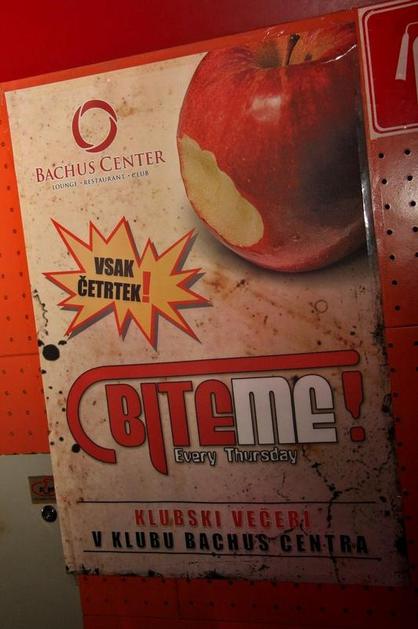 BACHUS CENTER
LOUNGE • RESTAURANT • CLUB
VSAK
ČETRTEK!
BITEME!
Every Thursday
KLUBSKI VEČERI
V KLUBU BACHUS CENTRA